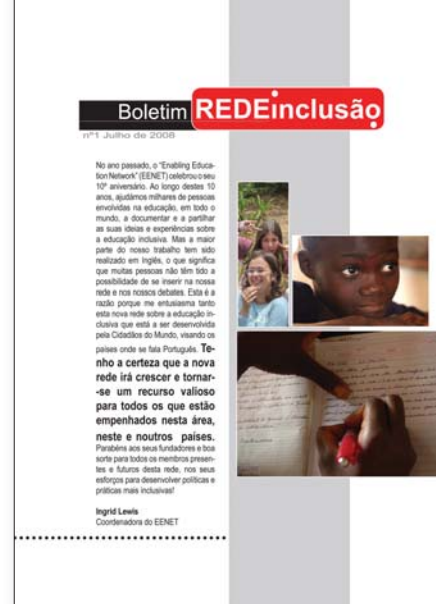 Boletim REDEinclusão
nº1 Julho de 2008
No ano passado, o “Enabling Educa-
tion Network” (EENET) celebrou o seu
10º aniversário. Ao longo destes 10
anos, ajudámos milhares de pessoas
envolvidas na educação, em todo o
mundo, a documentar e a partilhar
as suas ideias e experiências sobre
a educação inclusiva. Mas a maior
parte do nosso trabalho tem sido
realizado em Inglês, o que significa
que muitas pessoas não têm tido a
possibilidade de se inserir na nossa
rede e nos nossos debates. Esta é a
razão porque me entusiasma tanto
esta nova rede sobre a educação in-
clusiva que está a ser desenvolvida
pela Cidadãos do Mundo, visando os
países onde se fala Português. Te-
nho a certeza que a nova
rede irá crescer e tornar-
-se um recurso valioso
para todos os que estão
empenhados nesta área,
neste e noutros países.
Parabéns aos seus fundadores e boa
sorte para todos os membros presen-
tes e futuros desta rede, nos seus
esforços para desenvolver políticas e
práticas mais inclusivas!
Ingrid Lewis
Coordenadora do EENET